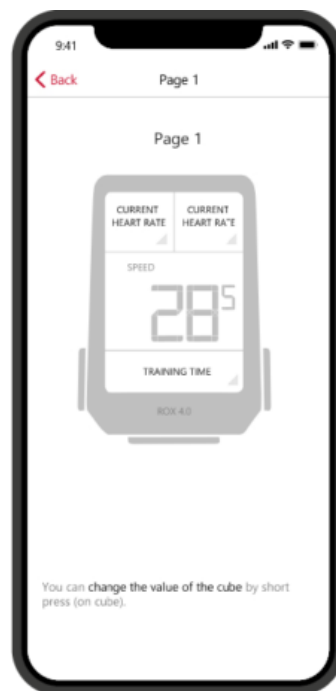 9:41
Back Page 1
Page 1
CURRENT CURRENT
HEART RATE HEART RATE
SPEED
28 5
TRAINING TIME
ROX 4.0
You can change the value of the cube by short
press (on cube).